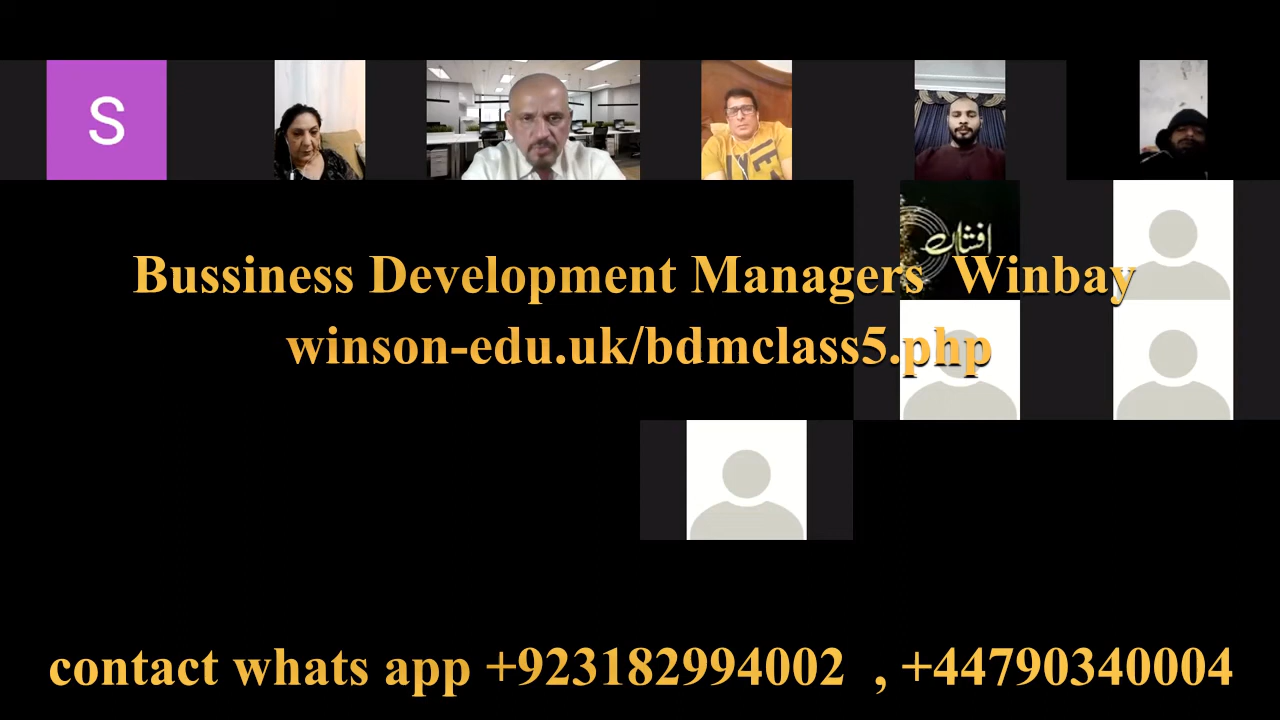 S
افشاں
Bussiness Development Managers Winbay
winson-edu.uk/bdmclass5.php
contact whats app +923182994002 , +44790340004